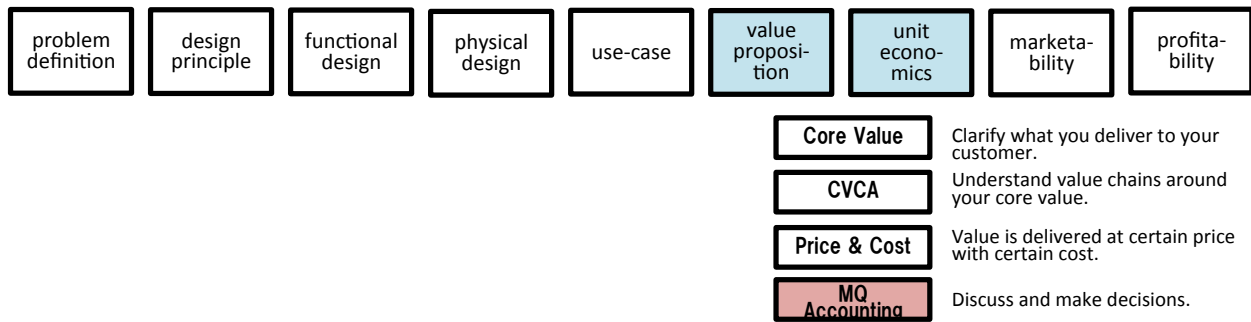 problem
definition
design
principle
functional
design
physical
design
use-case
value
proposi-
tion
unit
econo-
mics
marketa-
bility
profita-
bility
Core Value
Clarify what you deliver to your
customer.
CVCA
Understand value chains around
your core value.
Price & Cost
Value is delivered at certain price
with certain cost.
MQ
Accounting
Discuss and make decisions.